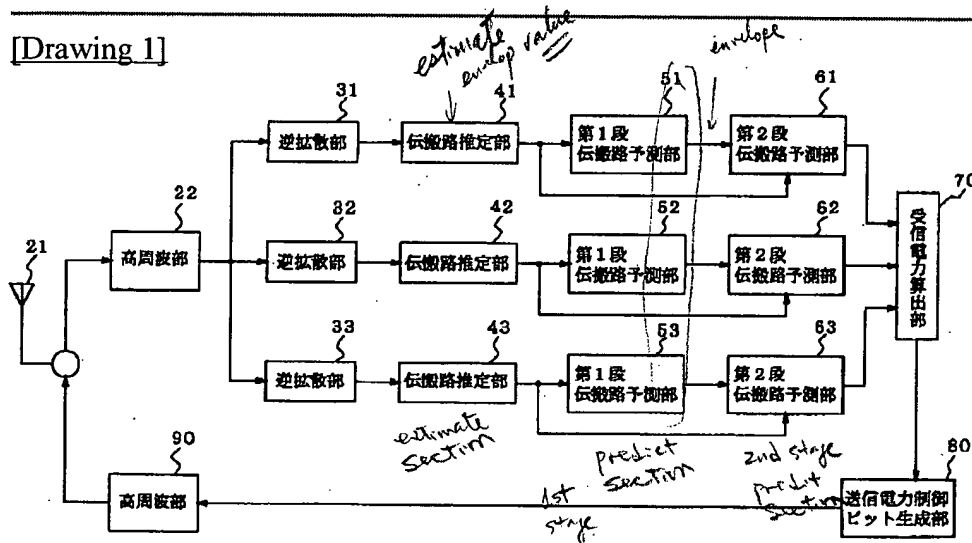 [Drawing 1]
estimate
envelop value
envelope
31
41
51
61
逆拡散部
伝搬路推定部
第1段
伝搬路予測部
第2段
伝搬路予測部
70
22
32
42
52
62
受信電力算出部
21
高周波部
逆拡散部
伝搬路推定部
第1段
伝搬路予測部
第2段
伝搬路予測部
33
43
53
63
逆拡散部
伝搬路推定部
第1段
伝搬路予測部
第2段
伝搬路予測部
estimate
section
predict
section
2nd stage
predit
section
90
80
高周波部
1st
stage
送信電力制御
ビット生成部